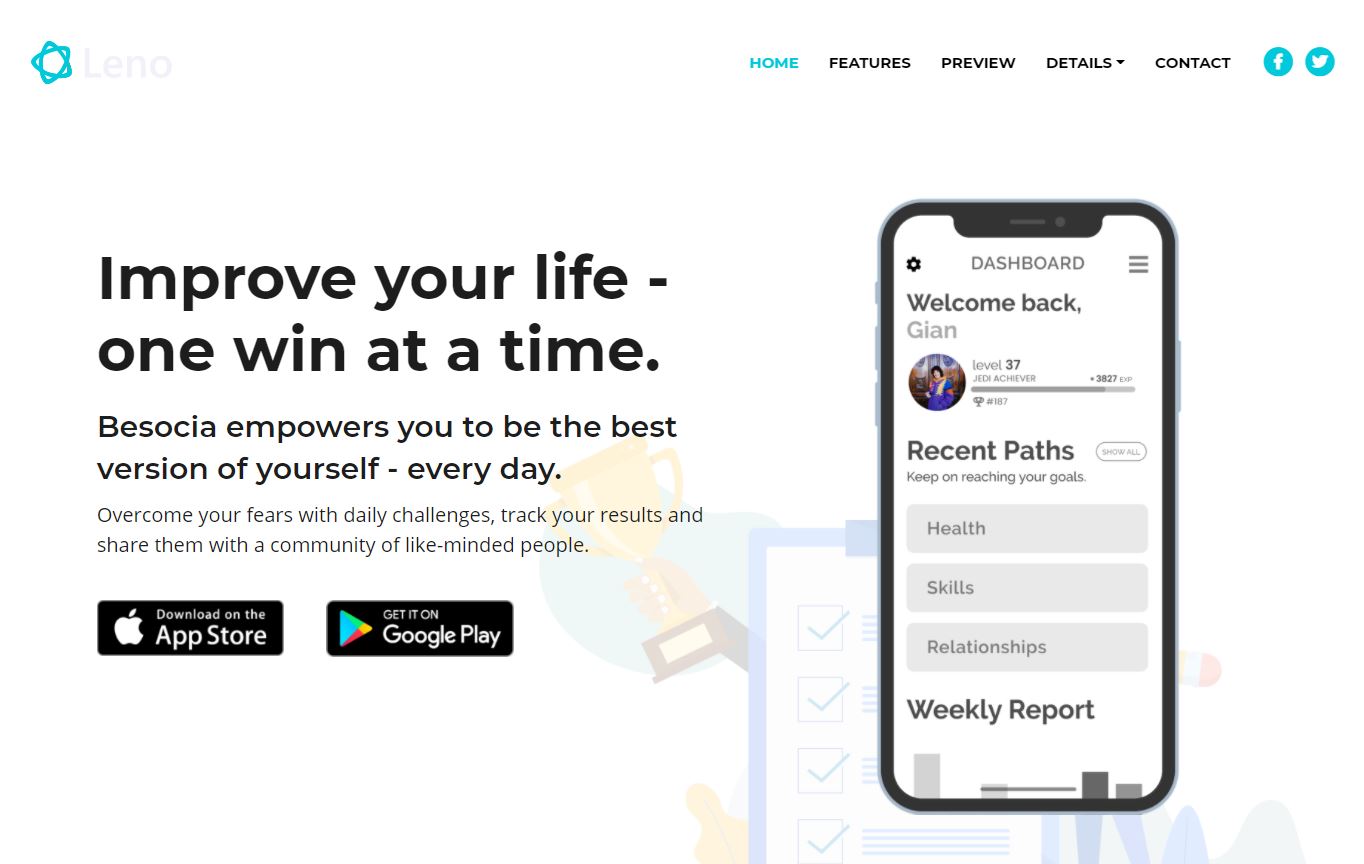 Leno
HOME FEATURES PREVIEW DETAILS CONTACT
Improve your life -
one win at a time.
Besocia empowers you to be the best
version of yourself - every day.
Overcome your fears with daily challenges, track your results and
share them with a community of like-minded people.
Download on the
App Store
GET IT ON
Google Play
DASHBOARD
Welcome back,
Gian
level 37
JEDI ACHIEVER • 3827 EXP
#187
Recent Paths SHOW ALL
Keep on reaching your goals.
Health
Skills
Relationships
Weekly Report